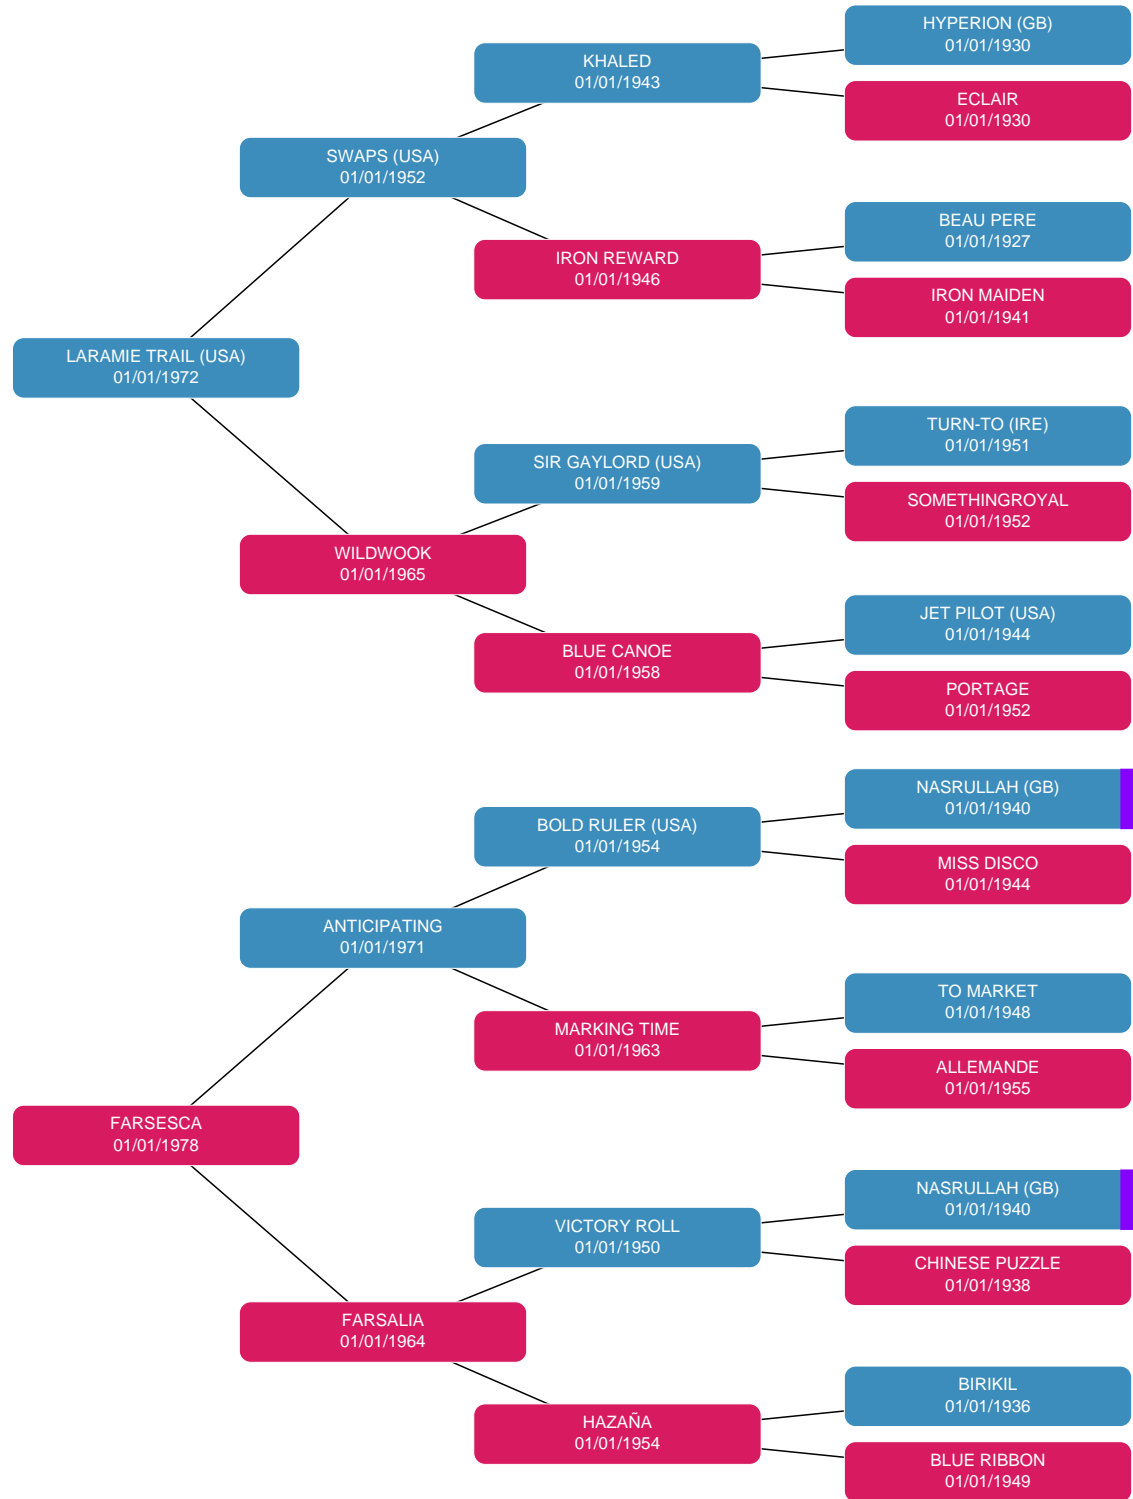 HYPERION (GB)
01/01/1930
KHALED
01/01/1943
ECLAIR
01/01/1930
SWAPS (USA)
01/01/1952
BEAU PERE
01/01/1927
IRON REWARD
01/01/1946
IRON MAIDEN
01/01/1941
LARAMIE TRAIL (USA)
01/01/1972
TURN-TO (IRE)
01/01/1951
SIR GAYLORD (USA)
01/01/1959
SOMETHINGROYAL
01/01/1952
WILDWOOK
01/01/1965
JET PILOT (USA)
01/01/1944
BLUE CANOE
01/01/1958
PORTAGE
01/01/1952
NASRULLAH (GB)
01/01/1940
BOLD RULER (USA)
01/01/1954
MISS DISCO
01/01/1944
ANTICIPATING
01/01/1971
TO MARKET
01/01/1948
MARKING TIME
01/01/1963
ALLEMANDE
01/01/1955
FARSESCA
01/01/1978
NASRULLAH (GB)
01/01/1940
VICTORY ROLL
01/01/1950
CHINESE PUZZLE
01/01/1938
FARSALIA
01/01/1964
BIRIKIL
01/01/1936
HAZAÑA
01/01/1954
BLUE RIBBON
01/01/1949